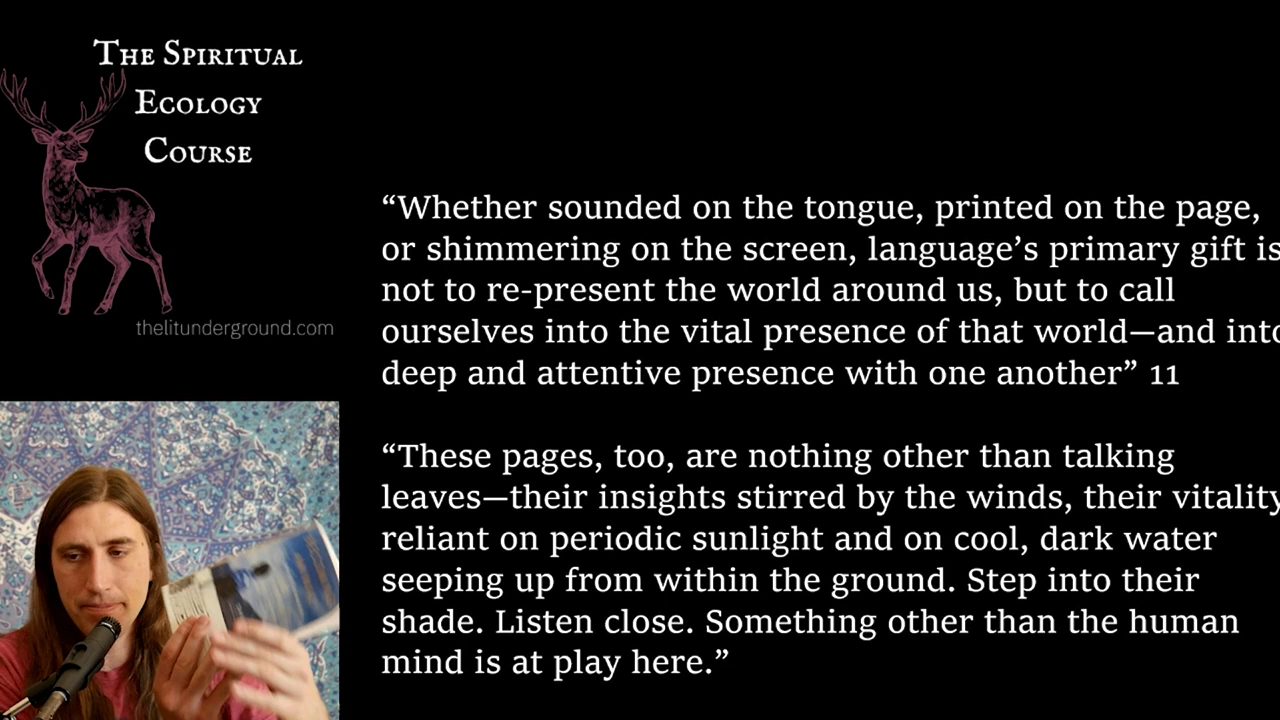 The Spiritual
Ecology
Course
thelitunderground.com
“Whether sounded on the tongue, printed on the page,
or shimmering on the screen, language’s primary gift is
not to re-present the world around us, but to call
ourselves into the vital presence of that world—and into
deep and attentive presence with one another” 11
“These pages, too, are nothing other than talking
leaves—their insights stirred by the winds, their vitality
reliant on periodic sunlight and on cool, dark water
seeping up from within the ground. Step into their
shade. Listen close. Something other than the human
mind is at play here.”